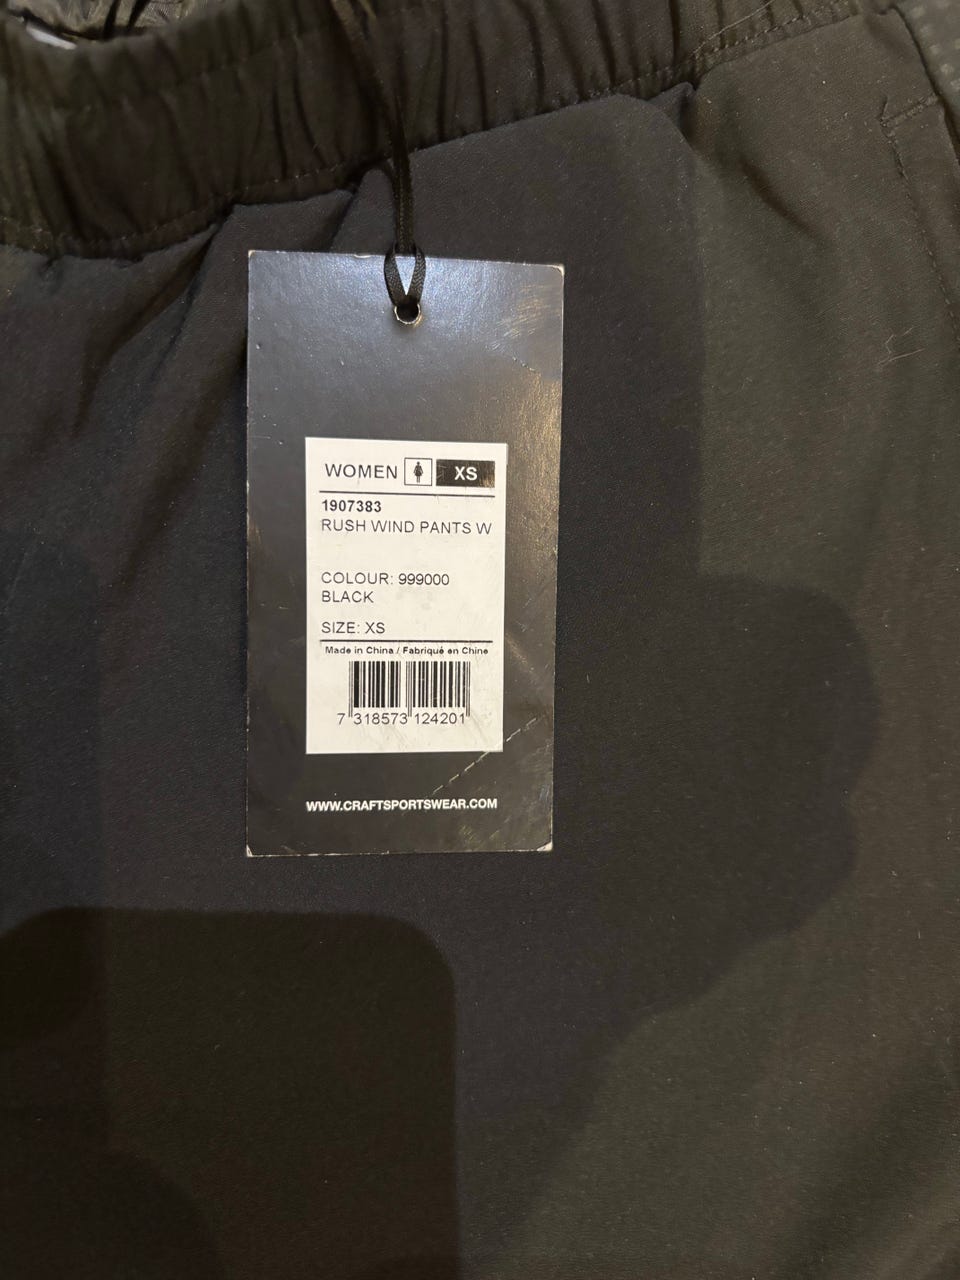 WOMEN XS
1907383
RUSH WIND PANTS W
COLOUR: 999000
BLACK
SIZE: XS
Made in China / Fabriqué en Chine
7 318573 124201
WWW.CRAFTSPORTSWEAR.COM